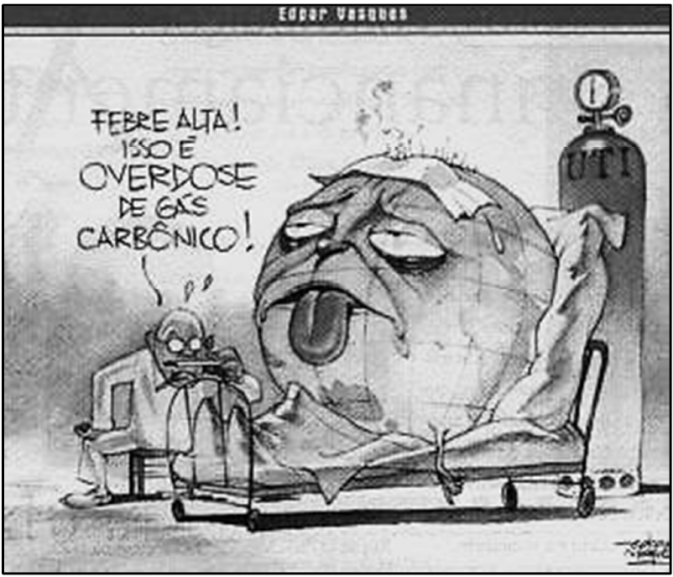 Edgar Vasques
FEBRE ALTA!
ISSO É
OVERDOSE
DE GÁS
CARBÔNICO!
UTI